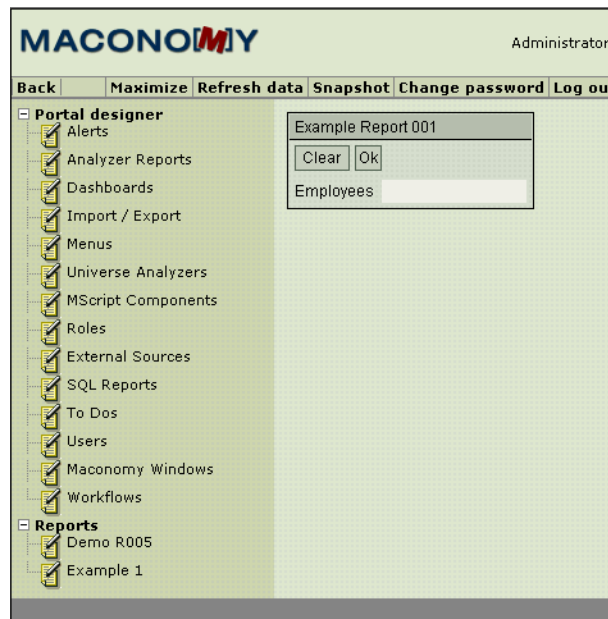 MACONO[M]Y
Administrator
Back Maximize Refresh data Snapshot Change password Log ou
Portal designer
Alerts
Analyzer Reports
Dashboards
Import / Export
Menus
Universe Analyzers
MScript Components
Roles
External Sources
SQL Reports
To Dos
Users
Maconomy Windows
Workflows
Reports
Demo R005
Example 1
Example Report 001
Clear Ok
Employees